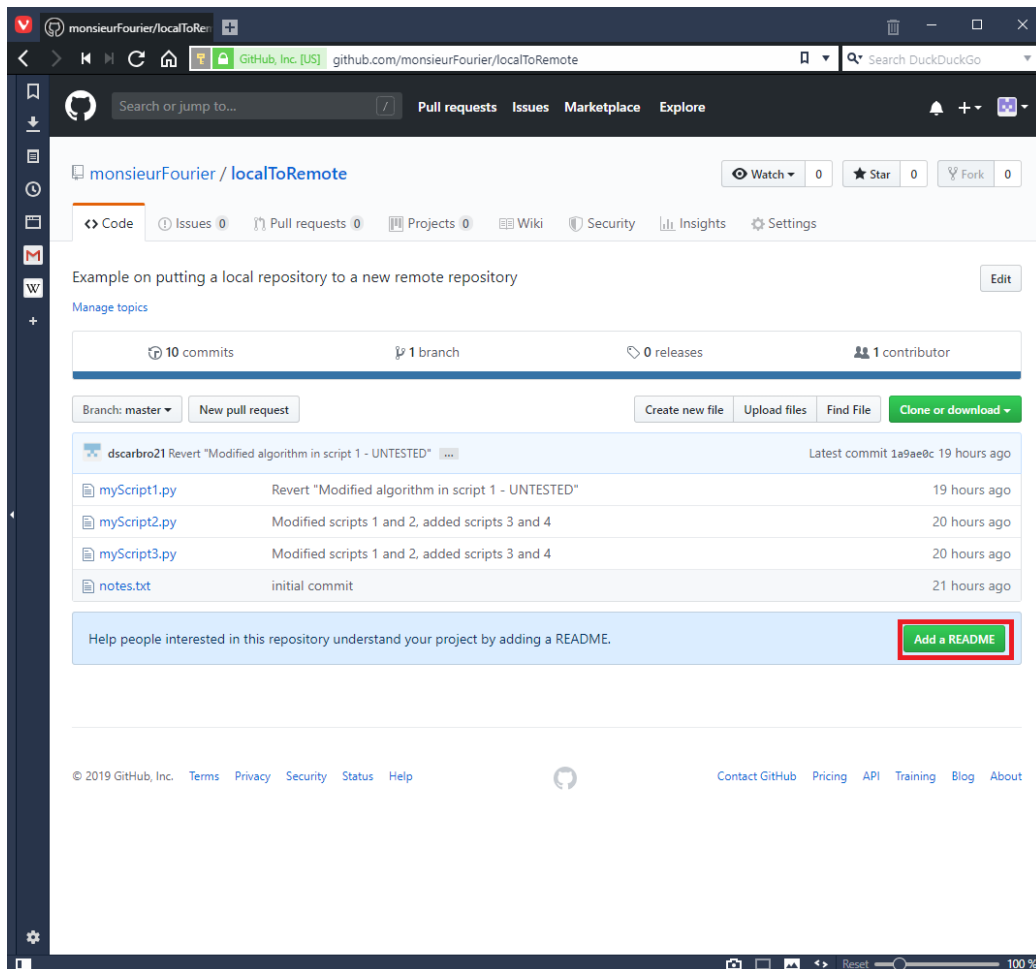 monsieurFourier/localToRem
GitHub, Inc. [US] github.com/monsieurFourier/localToRemote Search DuckDuckGo
Search or jump to... / Pull requests Issues Marketplace Explore
monsieurFourier / localToRemote Watch 0 Star 0 Fork 0
Code Issues 0 Pull requests 0 Projects 0 Wiki Security Insights Settings
Example on putting a local repository to a new remote repository Edit
Manage topics
10 commits 1 branch 0 releases 1 contributor
Branch: master New pull request Create new file Upload files Find File Clone or download
dscarbro21 Revert "Modified algorithm in script 1 - UNTESTED" ... Latest commit 1a9ae0c 19 hours ago
myScript1.py Revert "Modified algorithm in script 1 - UNTESTED" 19 hours ago
myScript2.py Modified scripts 1 and 2, added scripts 3 and 4 20 hours ago
myScript3.py Modified scripts 1 and 2, added scripts 3 and 4 20 hours ago
notes.txt initial commit 21 hours ago
Help people interested in this repository understand your project by adding a README. Add a README
© 2019 GitHub, Inc. Terms Privacy Security Status Help Contact GitHub Pricing API Training Blog About
Reset 100 %